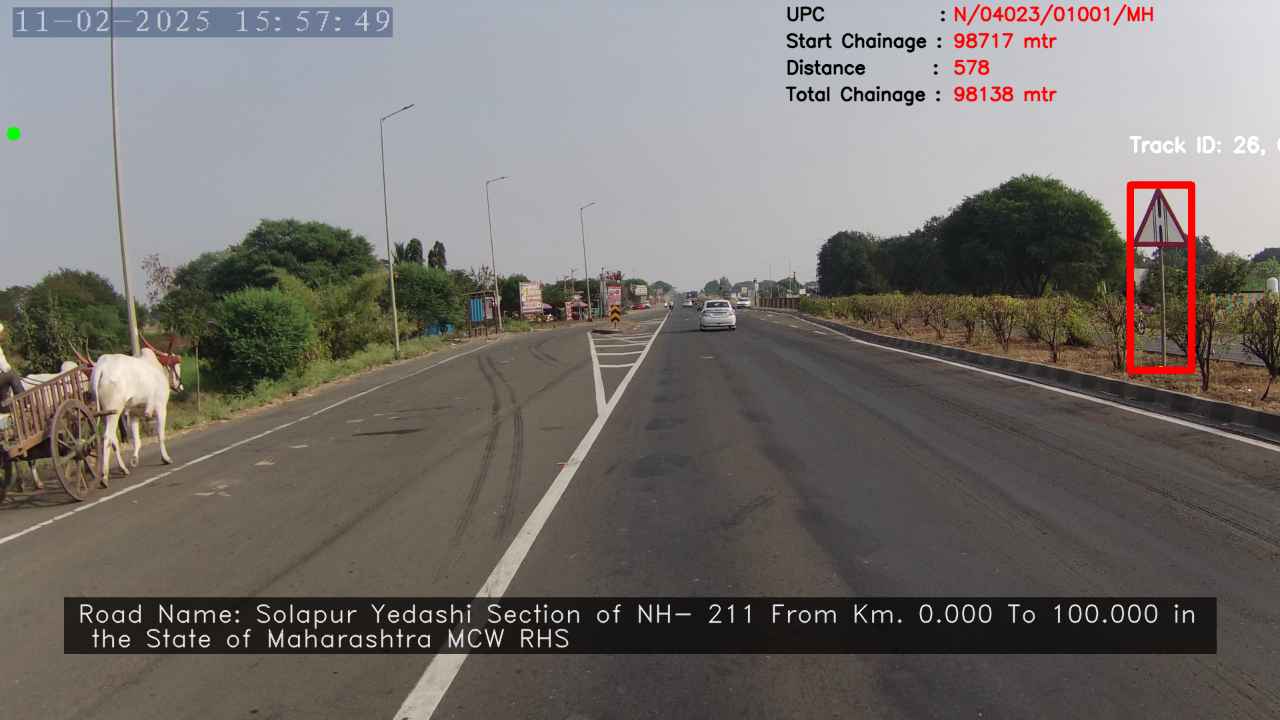 11-02-2025 15:57:49
UPC : N/04023/01001/MH
Start Chainage : 98717 mtr
Distance : 578
Total Chainage : 98138 mtr
Track ID: 26,
Road Name: Solapur Yedashi Section of NH- 211 From Km. 0.000 To 100.000 in
the State of Maharashtra MCW RHS